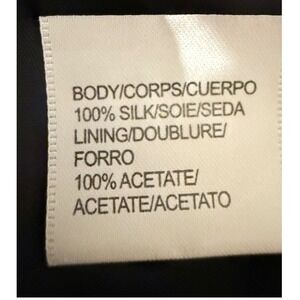 BODY/CORPS/CUERPO
100% SILK/SOIE/SEDA
LINING/DOUBLURE/
FORRO
100% ACETATE/
ACETATE/ACETATO